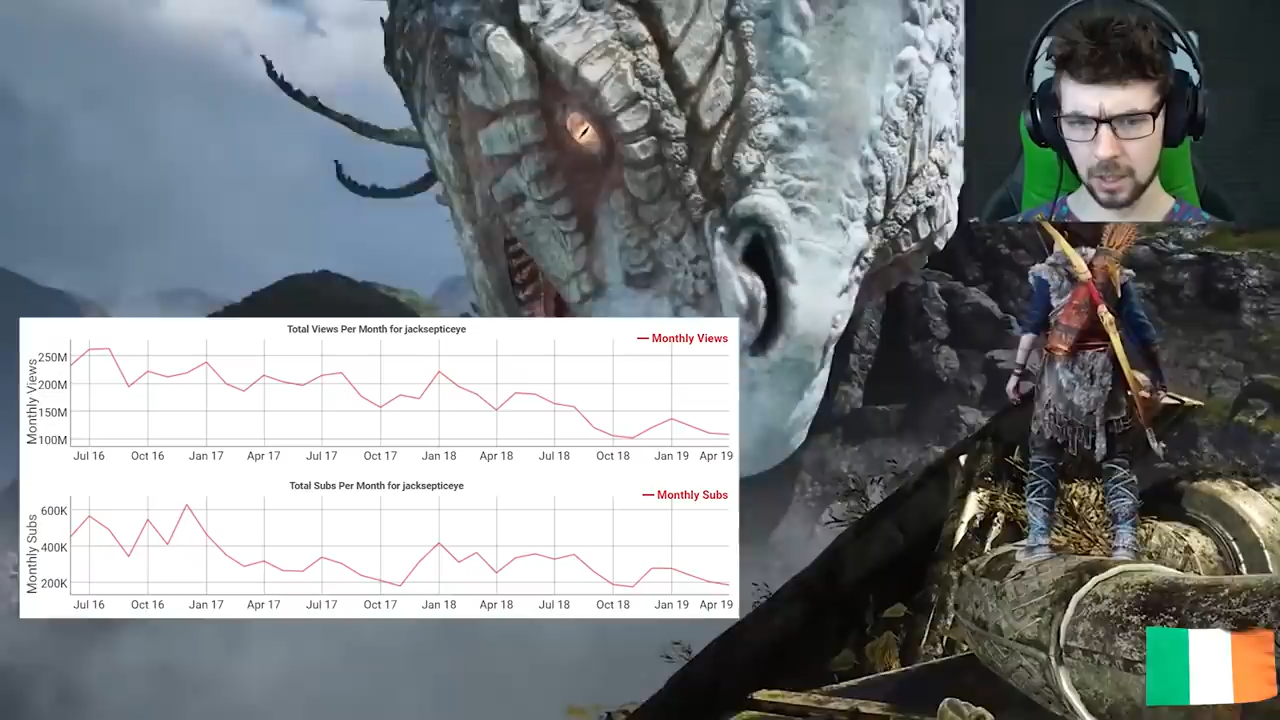 Total Views Per Month for jacksepticeye
Monthly Views
Monthly Views
250M
200M
150M
100M
Jul 16 Oct 16 Jan 17 Apr 17 Jul 17 Oct 17 Jan 18 Apr 18 Jul 18 Oct 18 Jan 19 Apr 19
Total Subs Per Month for jacksepticeye
Monthly Subs
Monthly Subs
600K
400K
200K
Jul 16 Oct 16 Jan 17 Apr 17 Jul 17 Oct 17 Jan 18 Apr 18 Jul 18 Oct 18 Jan 19 Apr 19